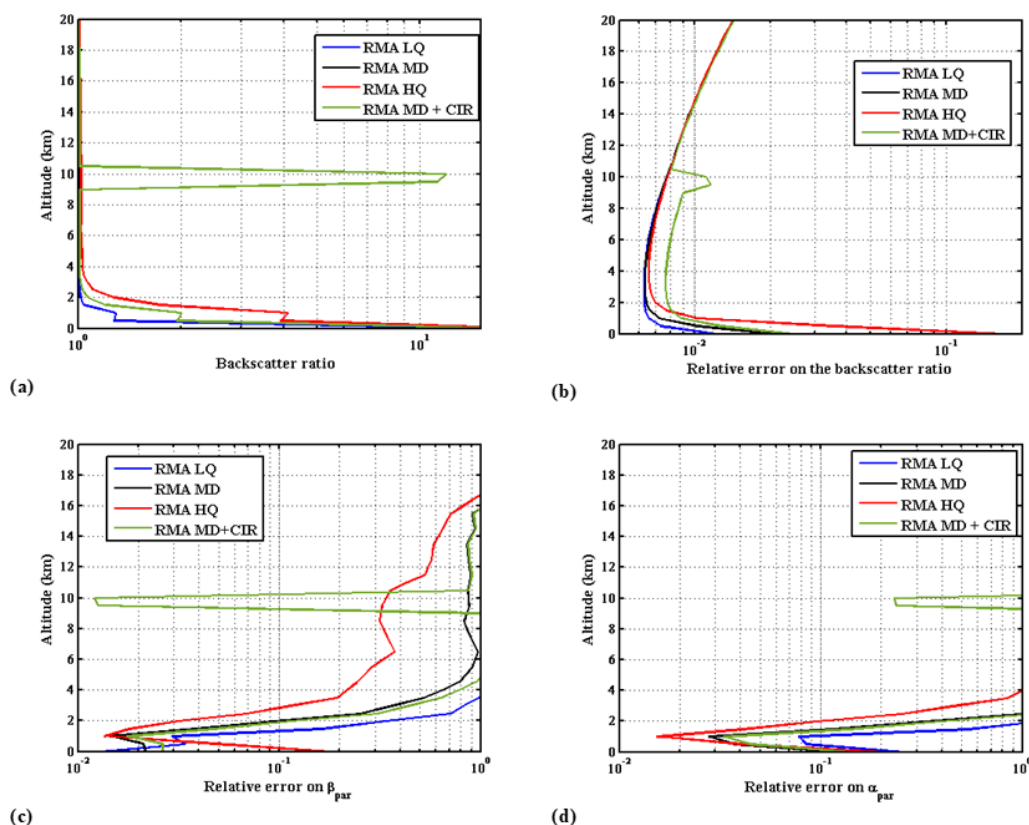 20
18
16
14
12
10
8
6
4
2
0
Altitude (km)
RMA LQ
RMA MD
RMA HQ
RMA MD + CIR
10^0
10^1
Backscatter ratio
(a)
20
18
16
14
12
10
8
6
4
2
0
Altitude (km)
RMA LQ
RMA MD
RMA HQ
RMA MD+CIR
10^-2
10^-1
Relative error on the backscatter ratio
(b)
20
18
16
14
12
10
8
6
4
2
0
Altitude (km)
RMA LQ
RMA MD
RMA HQ
RMA MD+CIR
10^-2
10^-1
10^0
Relative error on β_par
(c)
20
18
16
14
12
10
8
6
4
2
0
Altitude (km)
RMA LQ
RMA MD
RMA HQ
RMA MD + CIR
10^-2
10^-1
10^0
Relative error on α_par
(d)